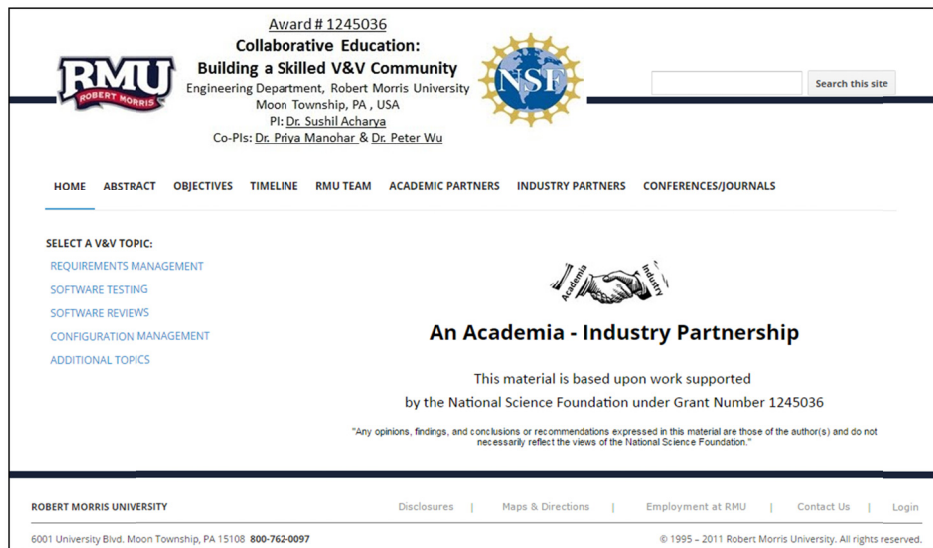 Award # 1245036
Collaborative Education:
Building a Skilled V&V Community
Engineering Department, Robert Morris University
Moon Township, PA , USA
PI: Dr. Sushil Acharya
Co-PIs: Dr. Priya Manohar & Dr. Peter Wu
RMU
ROBERT MORRIS
NSF
Search this site
HOME ABSTRACT OBJECTIVES TIMELINE RMU TEAM ACADEMIC PARTNERS INDUSTRY PARTNERS CONFERENCES/JOURNALS
SELECT A V&V TOPIC:
REQUIREMENTS MANAGEMENT
SOFTWARE TESTING
SOFTWARE REVIEWS
CONFIGURATION MANAGEMENT
ADDITIONAL TOPICS
Academia Industry
An Academia - Industry Partnership
This material is based upon work supported
by the National Science Foundation under Grant Number 1245036
"Any opinions, findings, and conclusions or recommendations expressed in this material are those of the author(s) and do not
necessarily reflect the views of the National Science Foundation."
ROBERT MORRIS UNIVERSITY Disclosures | Maps & Directions | Employment at RMU | Contact Us | Login
6001 University Blvd. Moon Township, PA 15108 800-762-0097 © 1995 – 2011 Robert Morris University. All rights reserved.